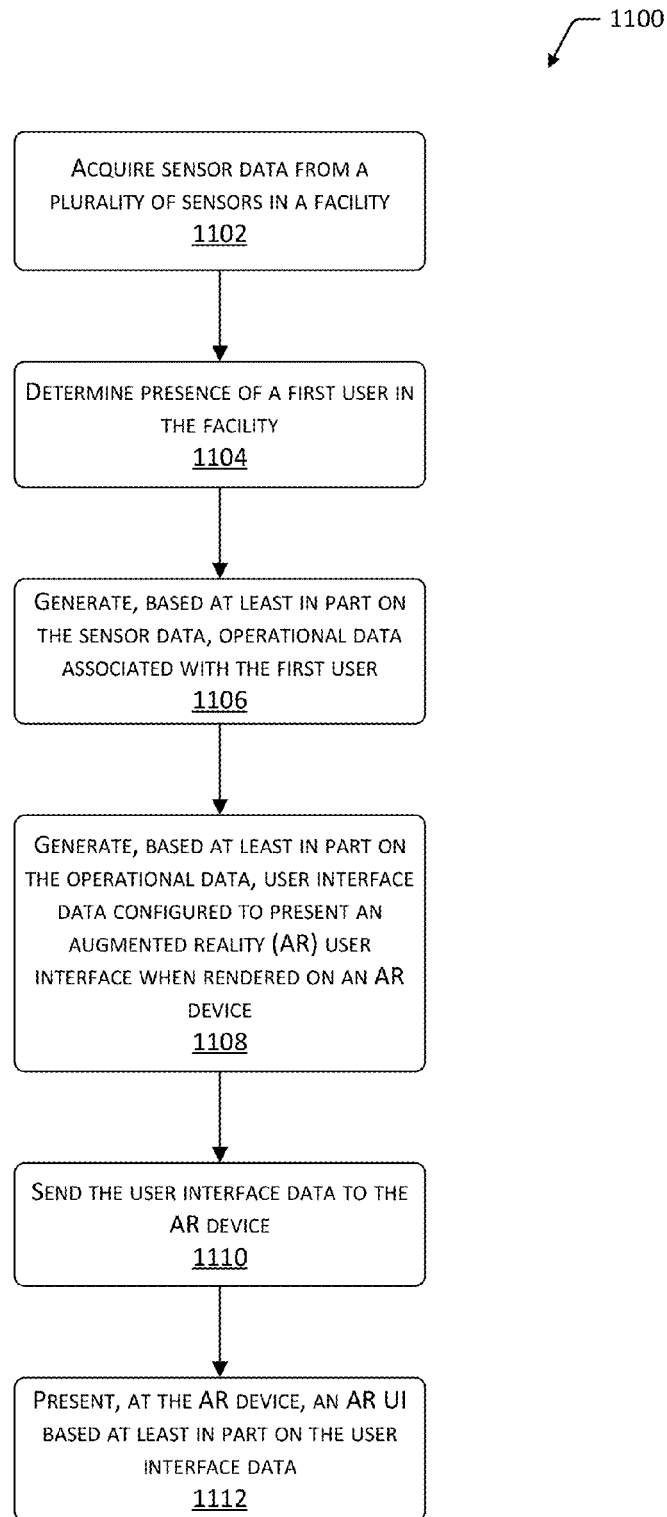 1100
ACQUIRE SENSOR DATA FROM A
PLURALITY OF SENSORS IN A FACILITY
1102
DETERMINE PRESENCE OF A FIRST USER IN
THE FACILITY
1104
GENERATE, BASED AT LEAST IN PART ON
THE SENSOR DATA, OPERATIONAL DATA
ASSOCIATED WITH THE FIRST USER
1106
GENERATE, BASED AT LEAST IN PART ON
THE OPERATIONAL DATA, USER INTERFACE
DATA CONFIGURED TO PRESENT AN
AUGMENTED REALITY (AR) USER
INTERFACE WHEN RENDERED ON AN AR
DEVICE
1108
SEND THE USER INTERFACE DATA TO THE
AR DEVICE
1110
PRESENT, AT THE AR DEVICE, AN AR UI
BASED AT LEAST IN PART ON THE USER
INTERFACE DATA
1112